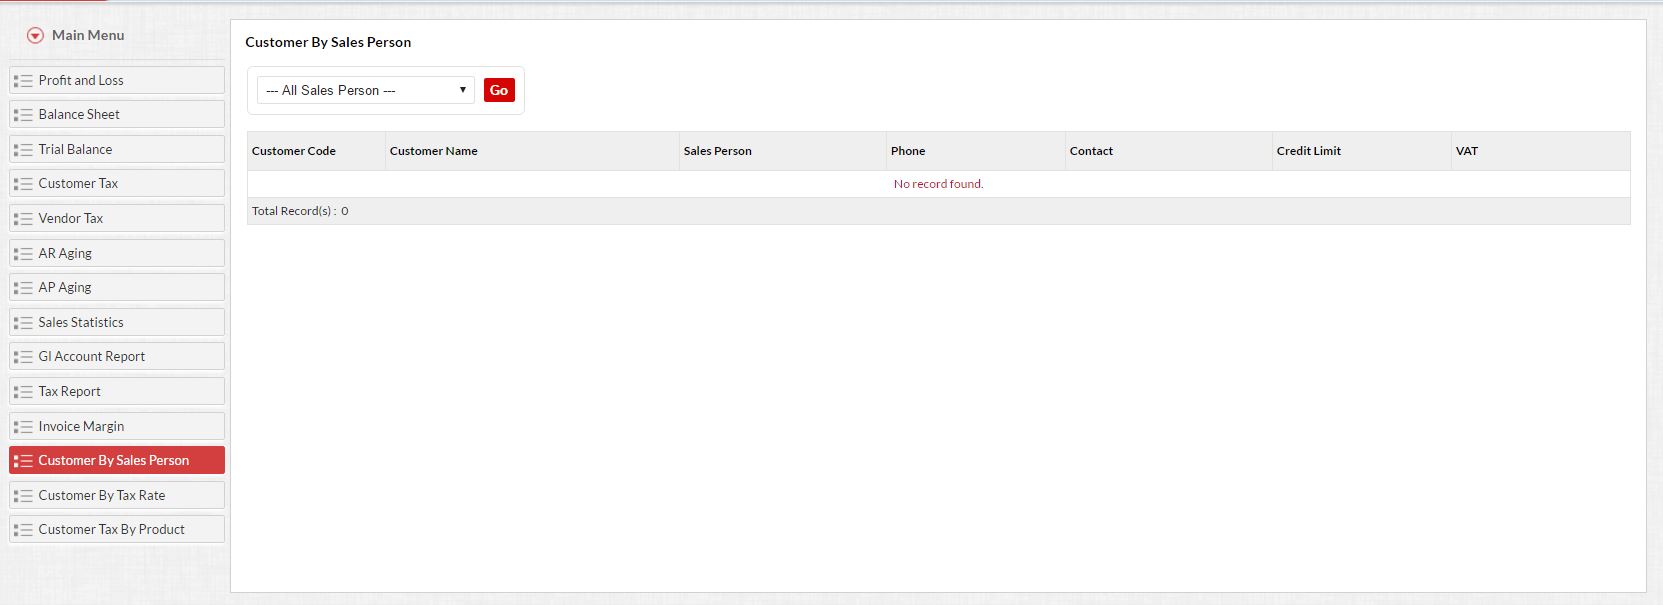 Main Menu
Profit and Loss
Balance Sheet
Trial Balance
Customer Tax
Vendor Tax
AR Aging
AP Aging
Sales Statistics
Gl Account Report
Tax Report
Invoice Margin
Customer By Sales Person
Customer By Tax Rate
Customer Tax By Product
Customer By Sales Person
--- All Sales Person --- Go
Customer Code Customer Name Sales Person Phone Contact Credit Limit VAT
No record found.
Total Record(s) : 0